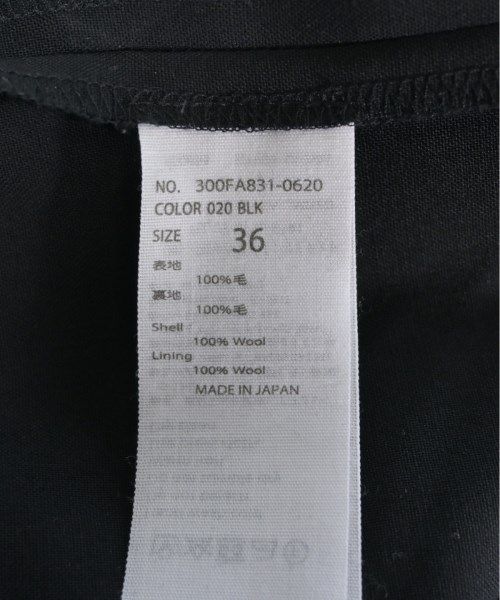 NO. 300FA831-0620
COLOR 020 BLK
SIZE 36
表地
100%毛
裏地
100%毛
Shell
100% Wool
Lining
100% Wool
MADE IN JAPAN